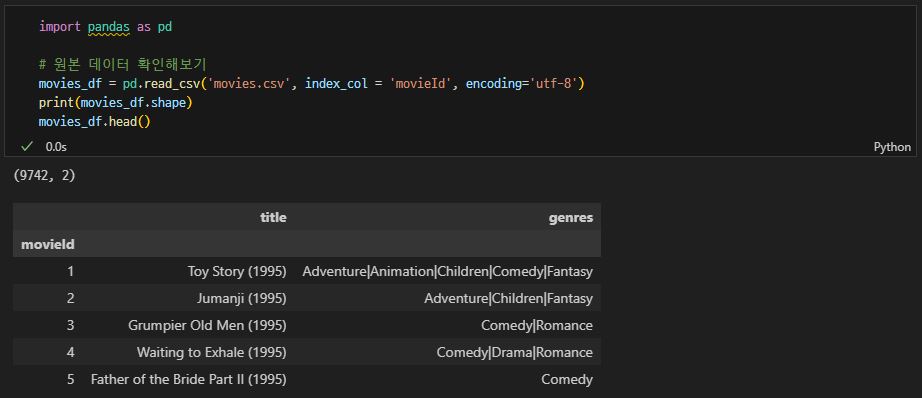 import pandas as pd
# 원본 데이터 확인해보기
movies_df = pd.read_csv('movies.csv', index_col = 'movieId', encoding='utf-8')
print(movies_df.shape)
movies_df.head()
0.0s Python
(9742, 2)
title genres
movieId
1 Toy Story (1995) Adventure|Animation|Children|Comedy|Fantasy
2 Jumanji (1995) Adventure|Children|Fantasy
3 Grumpier Old Men (1995) Comedy|Romance
4 Waiting to Exhale (1995) Comedy|Drama|Romance
5 Father of the Bride Part II (1995) Comedy